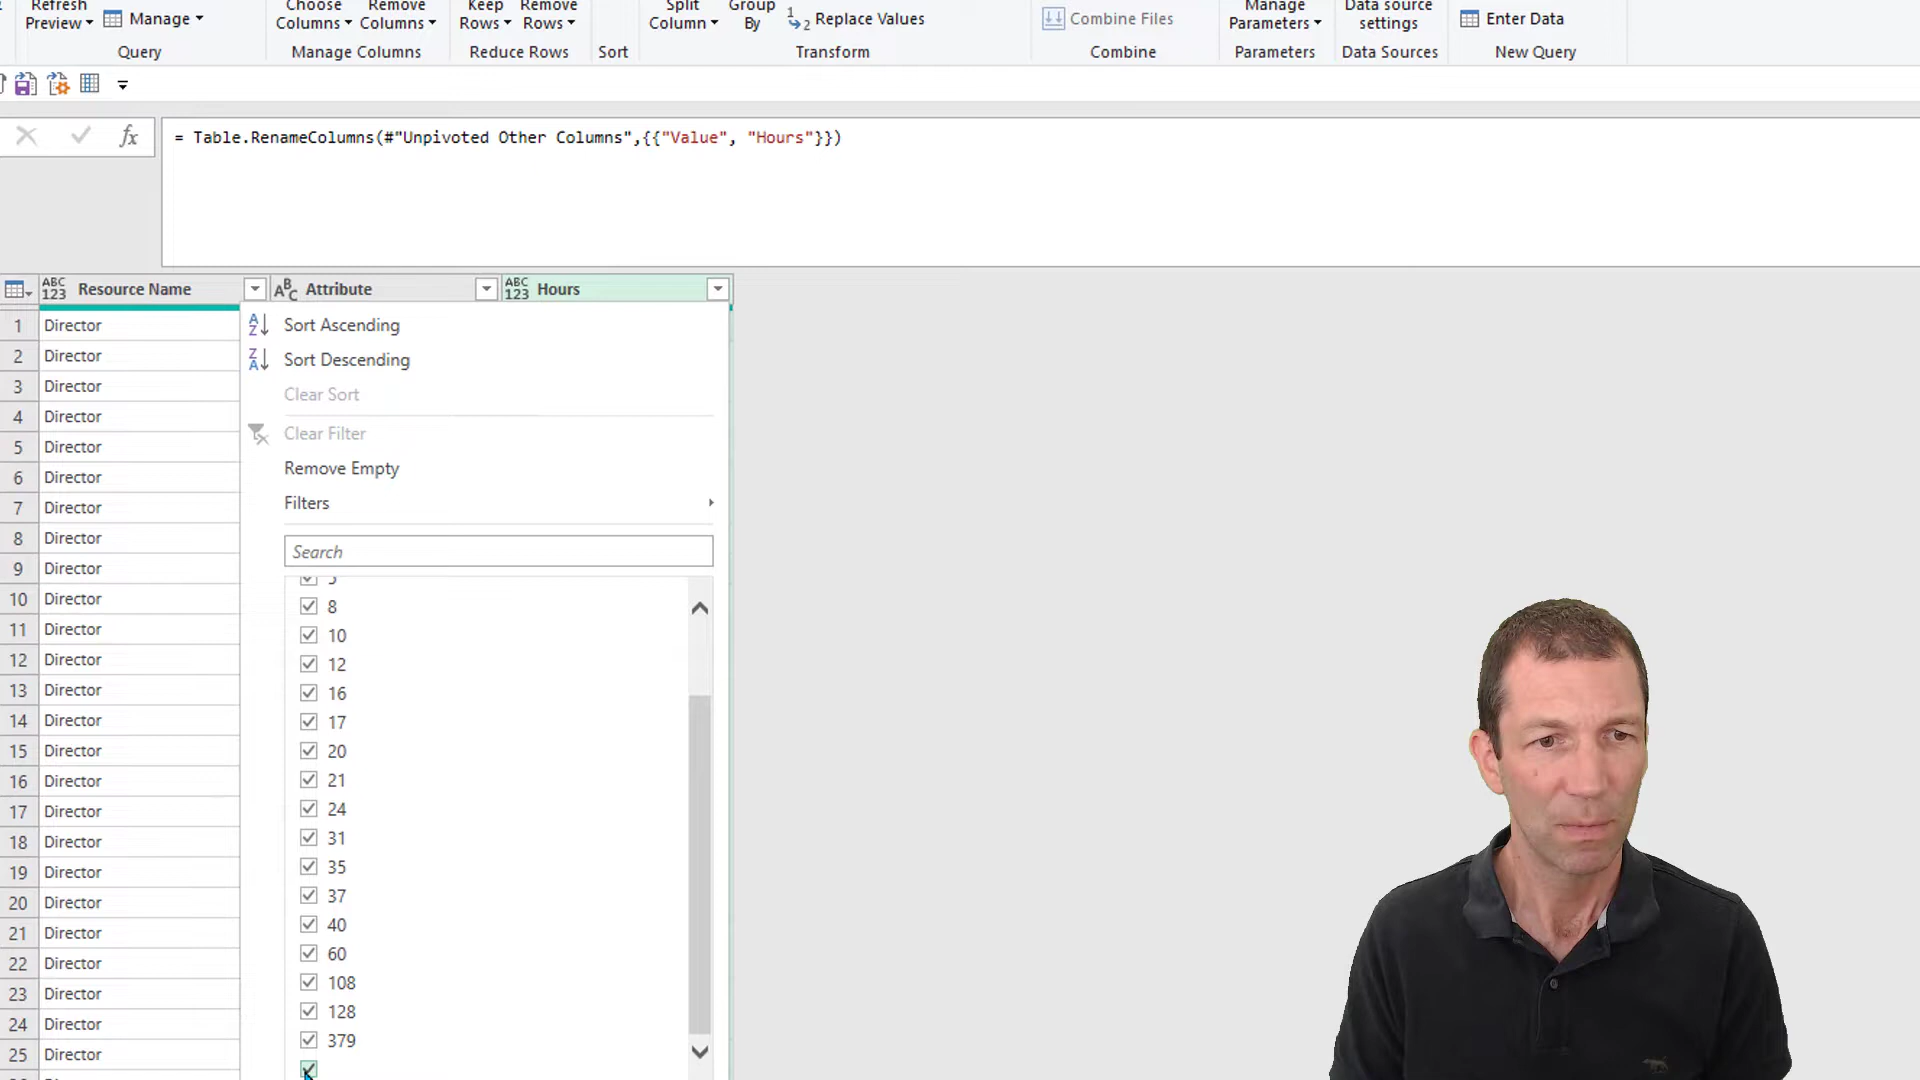 Refresh Preview
Manage
Choose Columns
Remove Columns
Keep Rows
Remove Rows
Split Column
Group By
Replace Values
Combine Files
Manage Parameters
Data source settings
Enter Data
Query
Manage Columns
Reduce Rows
Sort
Transform
Combine
Parameters
Data Sources
New Query
fx
= Table.RenameColumns(#"Unpivoted Other Columns",{{"Value", "Hours"}})
ABC 123 Resource Name
ABC Attribute
ABC 123 Hours
1 Director
2 Director
3 Director
4 Director
5 Director
6 Director
7 Director
8 Director
9 Director
10 Director
11 Director
12 Director
13 Director
14 Director
15 Director
16 Director
17 Director
18 Director
19 Director
20 Director
21 Director
22 Director
23 Director
24 Director
25 Director
Sort Ascending
Sort Descending
Clear Sort
Clear Filter
Remove Empty
Filters
Search
8
10
12
16
17
20
21
24
31
35
37
40
60
108
128
379